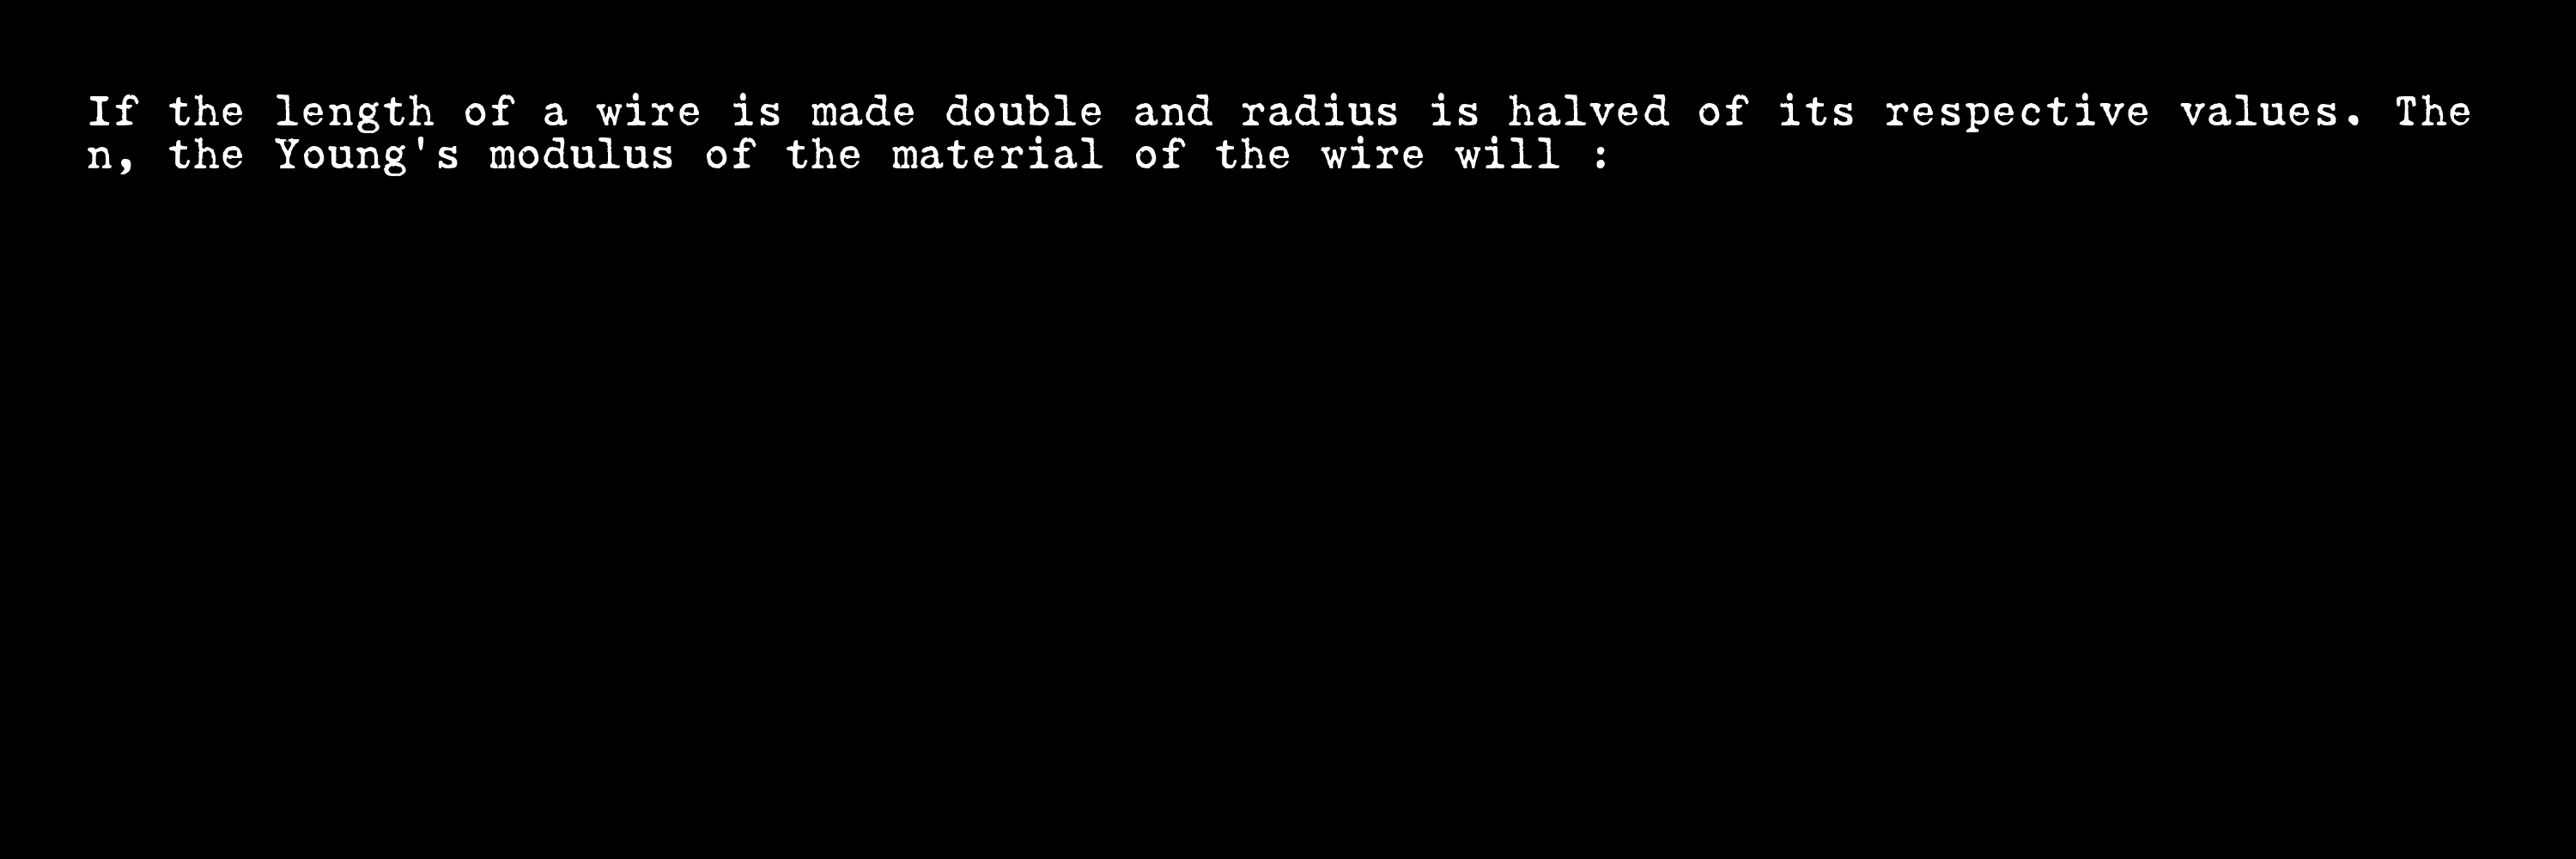 If the length of a wire is made double and radius is halved of its respective values. The
n, the Young's modulus of the material of the wire will :